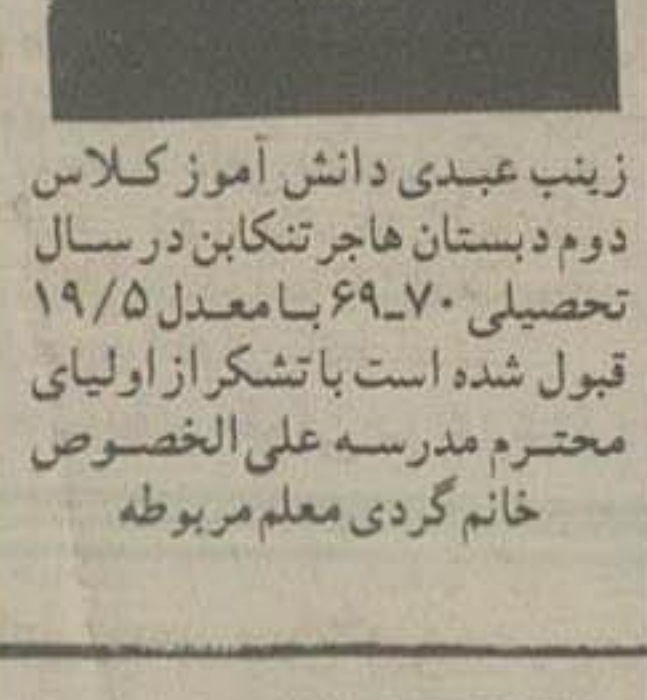 زینب عبدی دانش آموز کلاس
دوم دبستان هاجر تنکابن در سال
تحصیلی ۷۰ـ۶۹ با معدل ۱۹/۵
قبول شده است با تشکر از اولیای
محترم مدرسه علی الخصوص
خانم گردی معلم مربوطه